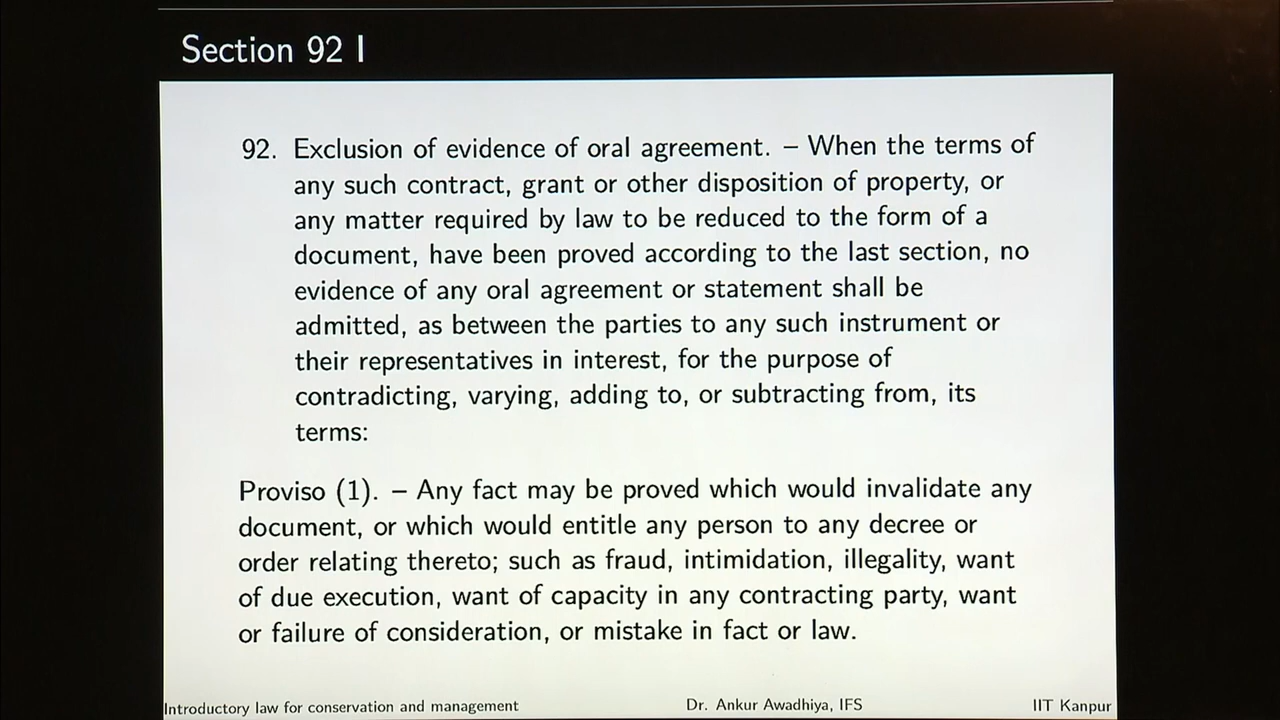 Section 92 I
92. Exclusion of evidence of oral agreement. – When the terms of
any such contract, grant or other disposition of property, or
any matter required by law to be reduced to the form of a
document, have been proved according to the last section, no
evidence of any oral agreement or statement shall be
admitted, as between the parties to any such instrument or
their representatives in interest, for the purpose of
contradicting, varying, adding to, or subtracting from, its
terms:
Proviso (1). – Any fact may be proved which would invalidate any
document, or which would entitle any person to any decree or
order relating thereto; such as fraud, intimidation, illegality, want
of due execution, want of capacity in any contracting party, want
or failure of consideration, or mistake in fact or law.
Introductory law for conservation and management Dr. Ankur Awadhiya, IFS IIT Kanpur